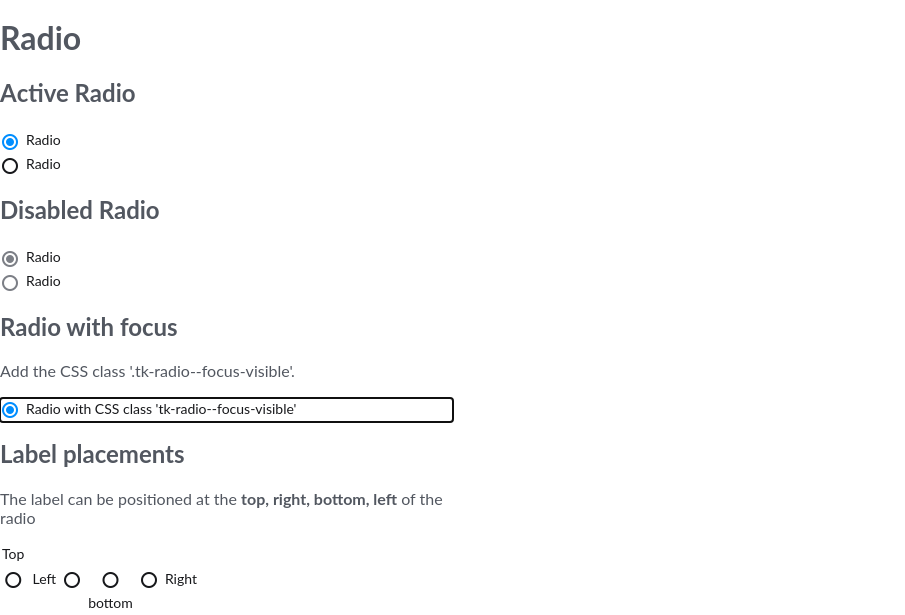 Radio
Active Radio
Radio
Radio
Disabled Radio
Radio
Radio
Radio with focus
Add the CSS class '.tk-radio--focus-visible'.
Radio with CSS class 'tk-radio--focus-visible'
Label placements
The label can be positioned at the top, right, bottom, left of the
radio
Top
Left Right
bottom